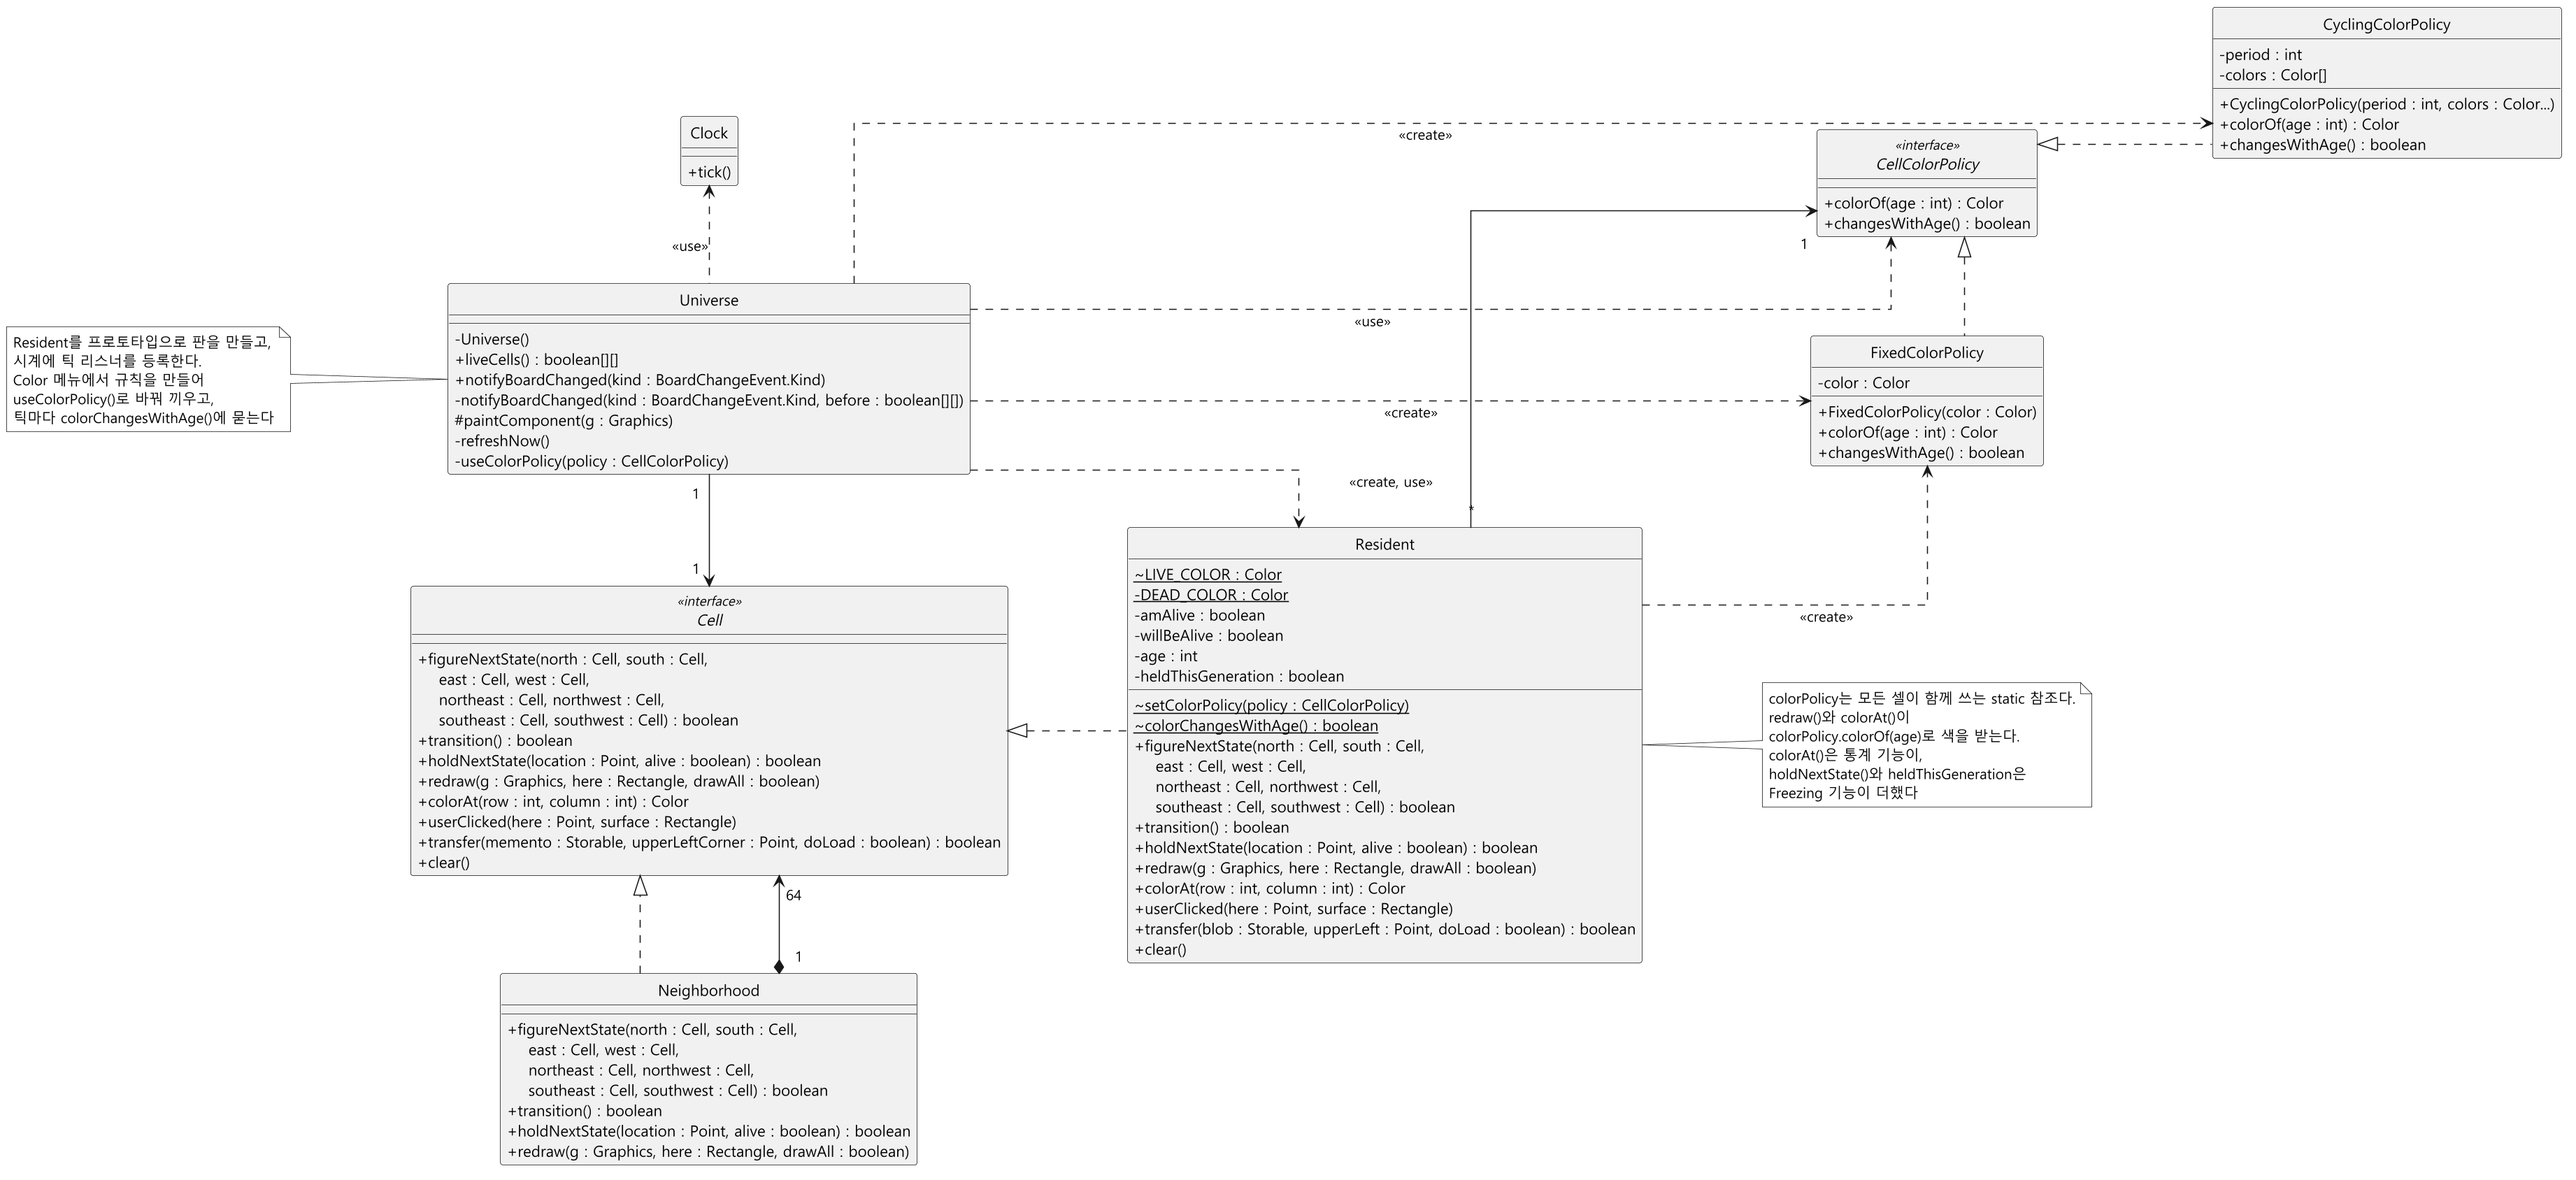 CyclingColorPolicy
-period : int
-colors : Color[]
+CyclingColorPolicy(period : int, colors : Color...)
+colorOf(age : int) : Color
+changesWithAge() : boolean
Clock
+tick()
«create»
«interface»
CellColorPolicy
+colorOf(age : int) : Color
+changesWithAge() : boolean
«use»
1
Universe
-Universe()
+liveCells() : boolean[][]
+notifyBoardChanged(kind : BoardChangeEvent.Kind)
-notifyBoardChanged(kind : BoardChangeEvent.Kind, before : boolean[][])
#paintComponent(g : Graphics)
-refreshNow()
-useColorPolicy(policy : CellColorPolicy)
Resident를 프로토타입으로 판을 만들고,
시계에 틱 리스너를 등록한다.
Color 메뉴에서 규칙을 만들어
useColorPolicy()로 바꿔 끼우고,
틱마다 colorChangesWithAge()에 묻는다
«use»
FixedColorPolicy
-color : Color
+FixedColorPolicy(color : Color)
+colorOf(age : int) : Color
+changesWithAge() : boolean
«create»
«create, use»
1
*
1
Resident
~LIVE_COLOR : Color
-DEAD_COLOR : Color
-amAlive : boolean
-willBeAlive : boolean
-age : int
-heldThisGeneration : boolean
~setColorPolicy(policy : CellColorPolicy)
~colorChangesWithAge() : boolean
+figureNextState(north : Cell, south : Cell,
east : Cell, west : Cell,
northeast : Cell, northwest : Cell,
southeast : Cell, southwest : Cell) : boolean
+transition() : boolean
+holdNextState(location : Point, alive : boolean) : boolean
+redraw(g : Graphics, here : Rectangle, drawAll : boolean)
+colorAt(row : int, column : int) : Color
+userClicked(here : Point, surface : Rectangle)
+transfer(blob : Storable, upperLeft : Point, doLoad : boolean) : boolean
+clear()
«create»
«interface»
Cell
+figureNextState(north : Cell, south : Cell,
east : Cell, west : Cell,
northeast : Cell, northwest : Cell,
southeast : Cell, southwest : Cell) : boolean
+transition() : boolean
+holdNextState(location : Point, alive : boolean) : boolean
+redraw(g : Graphics, here : Rectangle, drawAll : boolean)
+colorAt(row : int, column : int) : Color
+userClicked(here : Point, surface : Rectangle)
+transfer(memento : Storable, upperLeftCorner : Point, doLoad : boolean) : boolean
+clear()
colorPolicy는 모든 셀이 함께 쓰는 static 참조다.
redraw()와 colorAt()이
colorPolicy.colorOf(age)로 색을 받는다.
colorAt()은 통계 기능이,
holdNextState()와 heldThisGeneration은
Freezing 기능이 더했다
64
1
Neighborhood
+figureNextState(north : Cell, south : Cell,
east : Cell, west : Cell,
northeast : Cell, northwest : Cell,
southeast : Cell, southwest : Cell) : boolean
+transition() : boolean
+holdNextState(location : Point, alive : boolean) : boolean
+redraw(g : Graphics, here : Rectangle, drawAll : boolean)